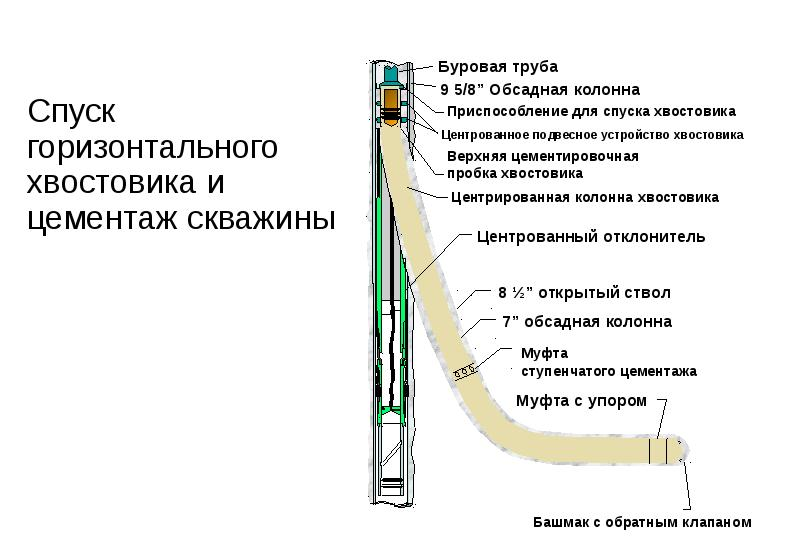 Спуск
горизонтального
хвостовика и
цементаж скважины
Буровая труба
9 5/8” Обсадная колонна
Приспособление для спуска хвостовика
Центрованное подвесное устройство хвостовика
Верхняя цементировочная
пробка хвостовика
Центрированная колонна хвостовика
Центрованный отклонитель
8 ½” открытый ствол
7” обсадная колонна
Муфта
ступенчатого цементажа
Муфта с упором
Башмак с обратным клапаном